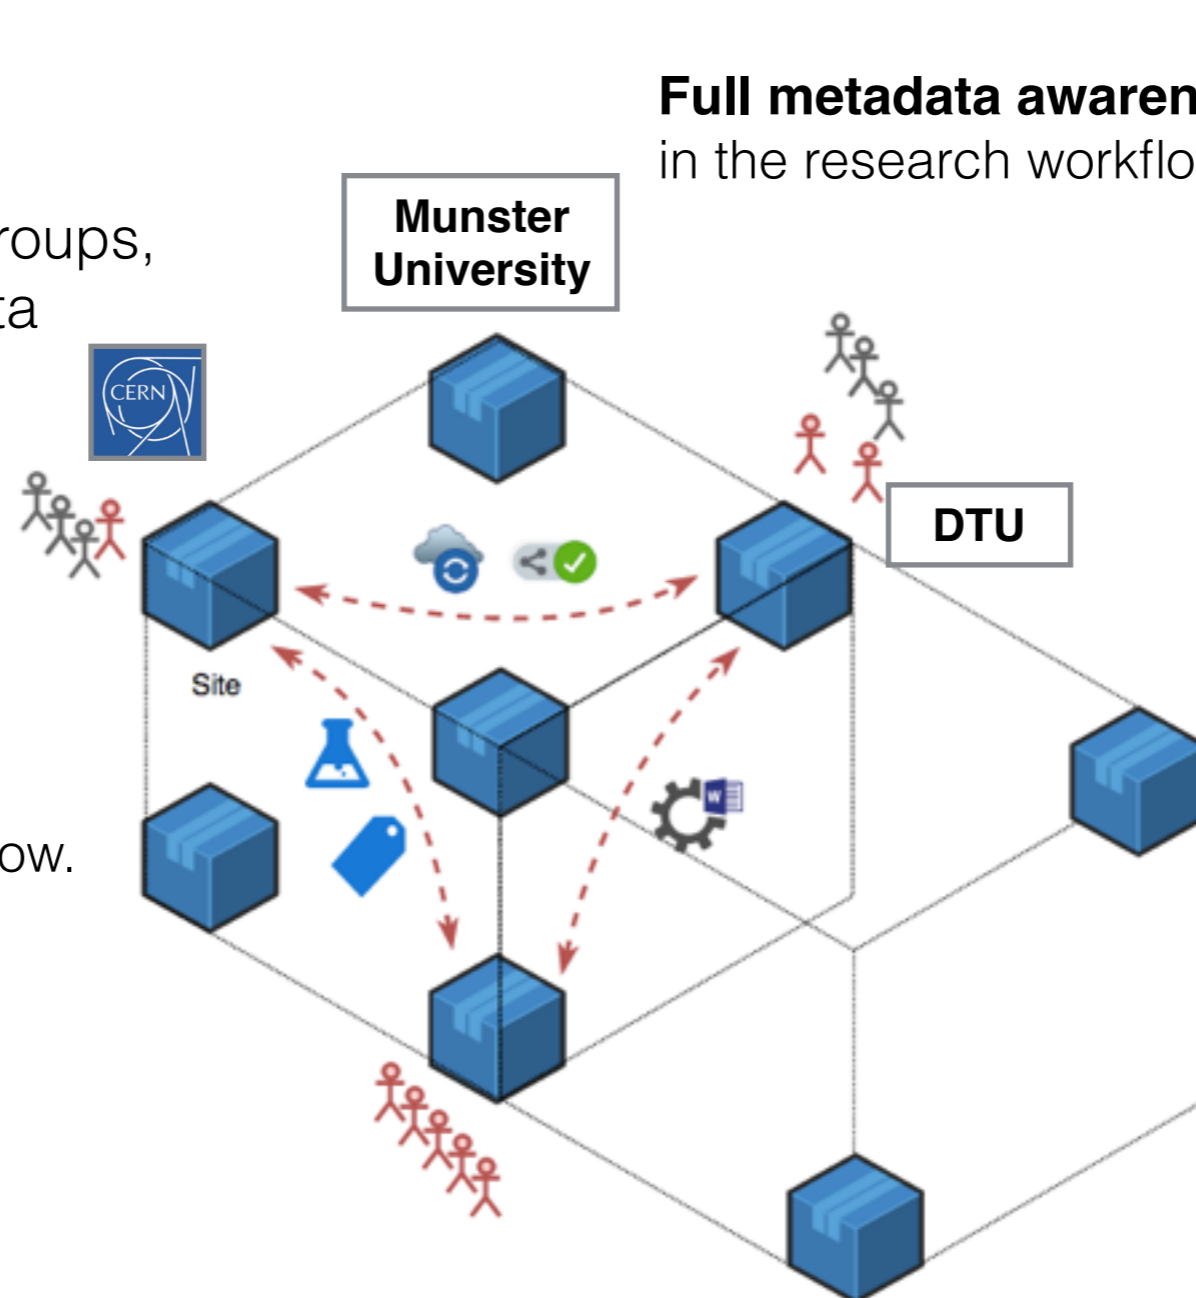 Full metadata awaren
in the research workflo
Munster
University
roups,
ta
CERN
DTU
Site
W
ow.